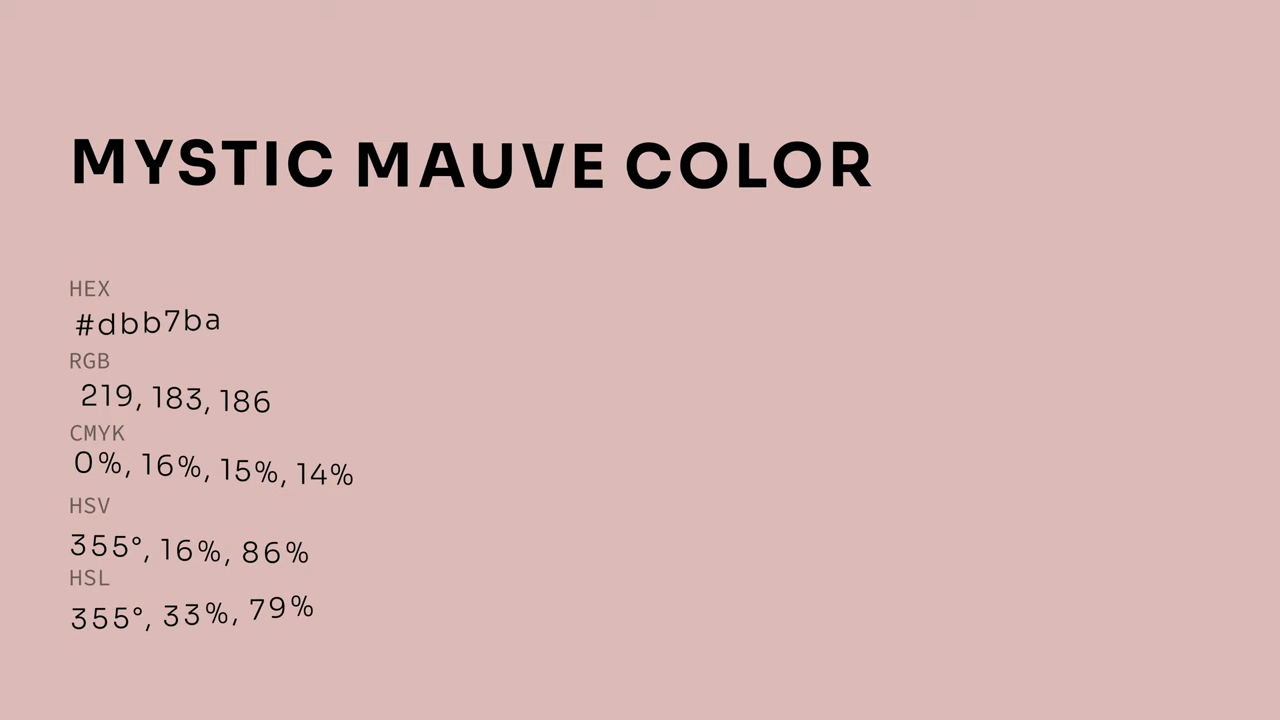 MYSTIC MAUVE COLOR
HEX
#dbb7ba
RGB
219, 183, 186
CMYK
0%, 16%, 15%, 14%
HSV
355°, 16%, 86%
HSL
355°, 33%, 79%